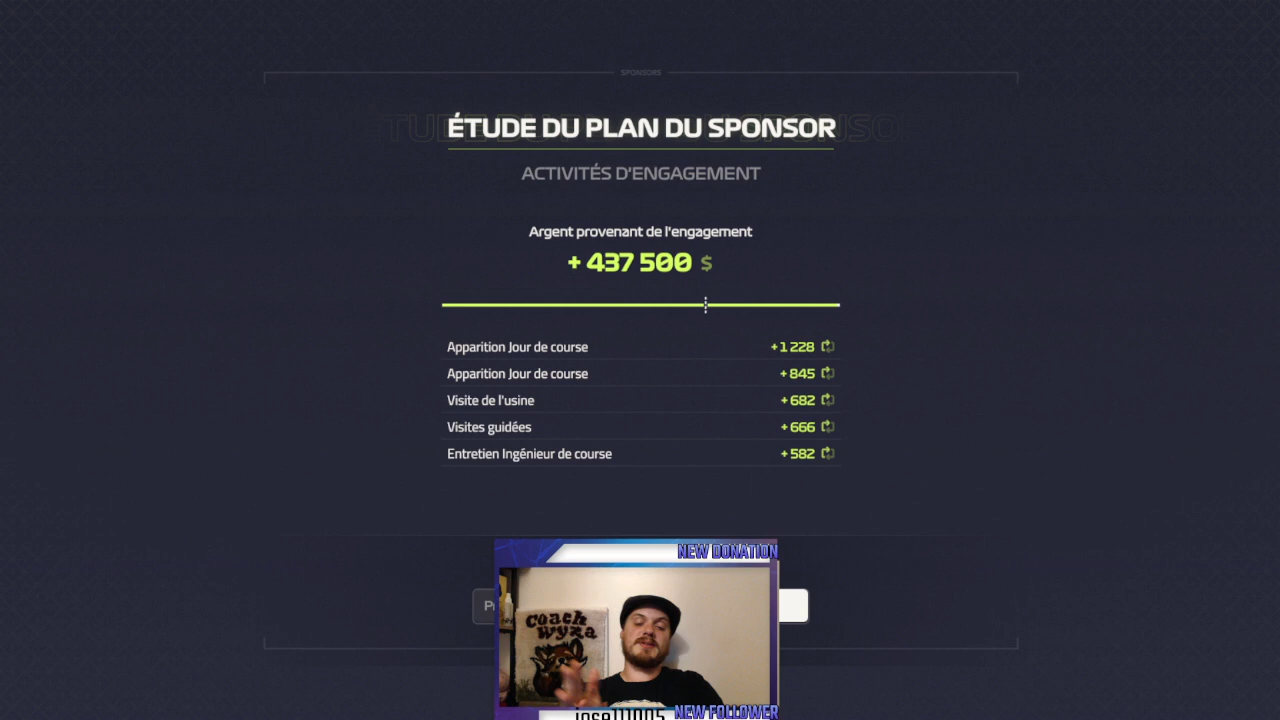 SPONSORS
ÉTUDE DU PLAN DU SPONSOR
ACTIVITÉS D'ENGAGEMENT
Argent provenant de l'engagement
+ 437 500 $
Apparition Jour de course +1 228
Apparition Jour de course +845
Visite de l'usine +682
Visites guidées +666
Entretien Ingénieur de course +582
NEW DONATION
Coach
Wyza
NEW FOLLOWER